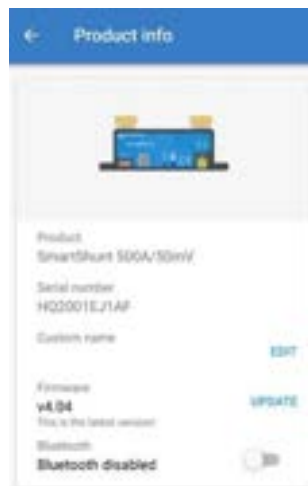 Product info
Product
SmartShunt 500A/50mV
Serial number
Custom name
EDIT
Firmware
v4.04
UPDATE
This is the latest version
Bluetooth
Bluetooth disabled